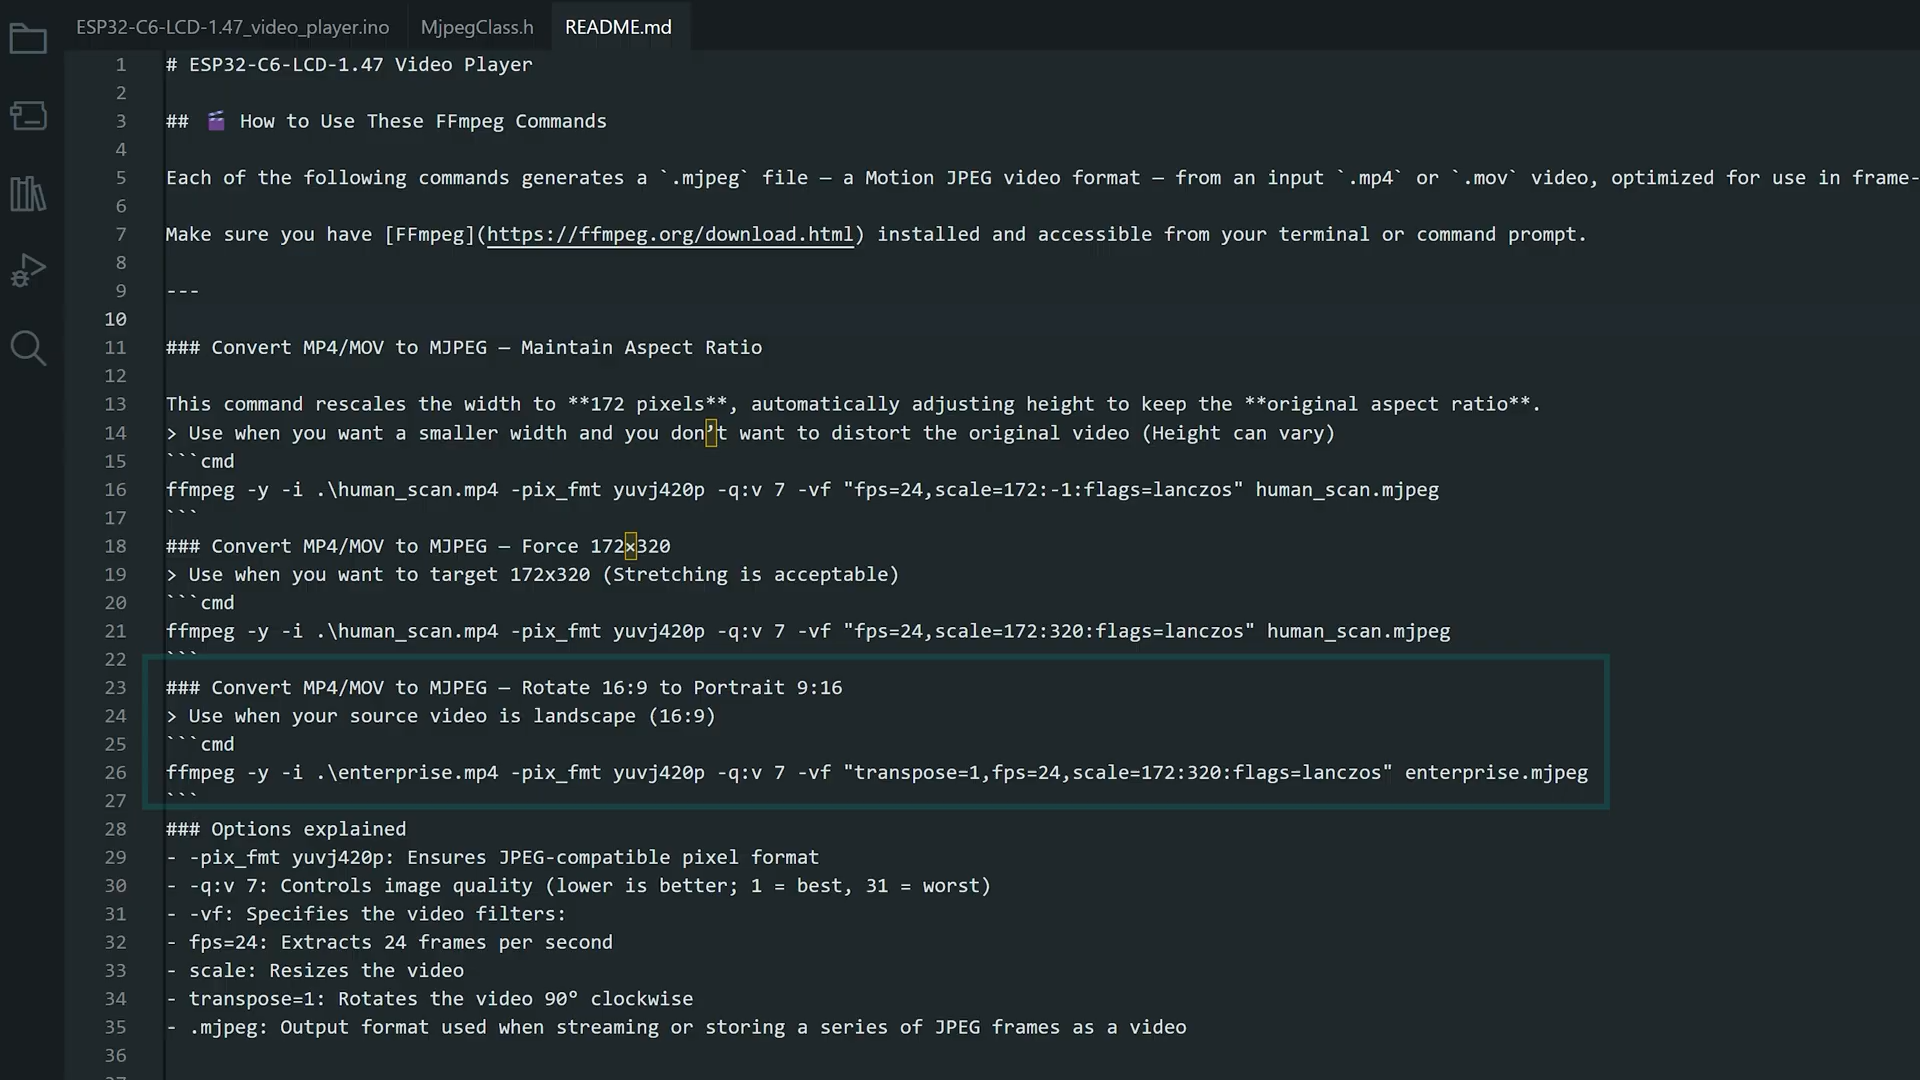 ESP32-C6-LCD-1.47_video_player.ino MjpegClass.h README.md
1 # ESP32-C6-LCD-1.47 Video Player
2
3 ## 🎬 How to Use These FFmpeg Commands
4
5 Each of the following commands generates a `.mjpeg` file — a Motion JPEG video format — from an input `.mp4` or `.mov` video, optimized for use in frame-
6
7 Make sure you have [FFmpeg](https://ffmpeg.org/download.html) installed and accessible from your terminal or command prompt.
8
9 ---
10
11 ### Convert MP4/MOV to MJPEG — Maintain Aspect Ratio
12
13 This command rescales the width to **172 pixels**, automatically adjusting height to keep the **original aspect ratio**.
14 > Use when you want a smaller width and you don’t want to distort the original video (Height can vary)
15 ```cmd
16 ffmpeg -y -i .\human_scan.mp4 -pix_fmt yuvj420p -q:v 7 -vf "fps=24,scale=172:-1:flags=lanczos" human_scan.mjpeg
17 ```
18 ### Convert MP4/MOV to MJPEG — Force 172×320
19 > Use when you want to target 172x320 (Stretching is acceptable)
20 ```cmd
21 ffmpeg -y -i .\human_scan.mp4 -pix_fmt yuvj420p -q:v 7 -vf "fps=24,scale=172:320:flags=lanczos" human_scan.mjpeg
22 ```
23 ### Convert MP4/MOV to MJPEG — Rotate 16:9 to Portrait 9:16
24 > Use when your source video is landscape (16:9)
25 ```cmd
26 ffmpeg -y -i .\enterprise.mp4 -pix_fmt yuvj420p -q:v 7 -vf "transpose=1,fps=24,scale=172:320:flags=lanczos" enterprise.mjpeg
27 ```
28 ### Options explained
29 - -pix_fmt yuvj420p: Ensures JPEG-compatible pixel format
30 - -q:v 7: Controls image quality (lower is better; 1 = best, 31 = worst)
31 - -vf: Specifies the video filters:
32 - fps=24: Extracts 24 frames per second
33 - scale: Resizes the video
34 - transpose=1: Rotates the video 90° clockwise
35 - .mjpeg: Output format used when streaming or storing a series of JPEG frames as a video
36